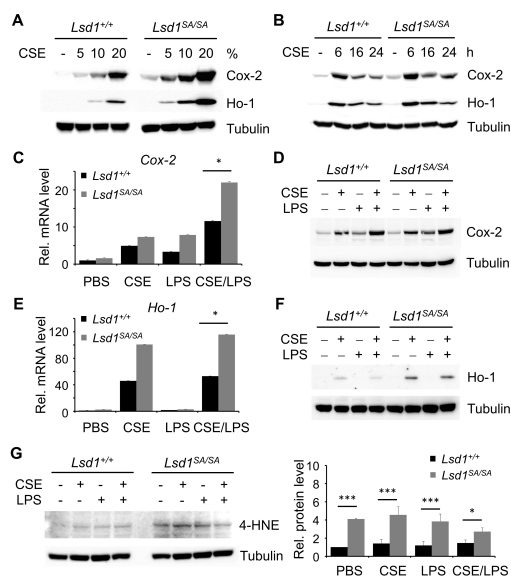 A
Lsd1+/+ Lsd1SA/SA
CSE - 5 10 20 - 5 10 20 %
Cox-2
Ho-1
Tubulin
B
Lsd1+/+ Lsd1SA/SA
CSE - 6 16 24 - 6 16 24 h
Cox-2
Ho-1
Tubulin
C
Cox-2
Rel. mRNA level
20
10
0
Lsd1+/+
Lsd1SA/SA
*
PBS CSE LPS CSE/LPS
D
Lsd1+/+ Lsd1SA/SA
CSE - + - + - + - +
LPS - - + + - - + +
Cox-2
Tubulin
E
Ho-1
Rel. mRNA level
120
80
40
0
Lsd1+/+
Lsd1SA/SA
*
PBS CSE LPS CSE/LPS
F
Lsd1+/+ Lsd1SA/SA
CSE - + - + - + - +
LPS - - + + - - + +
Ho-1
Tubulin
G
Lsd1+/+ Lsd1SA/SA
CSE - + - + - + - +
LPS - - + + - - + +
4-HNE
Tubulin
Rel. protein level
10
8
6
4
2
0
Lsd1+/+
Lsd1SA/SA
*** *** *** *
PBS CSE LPS CSE/LPS